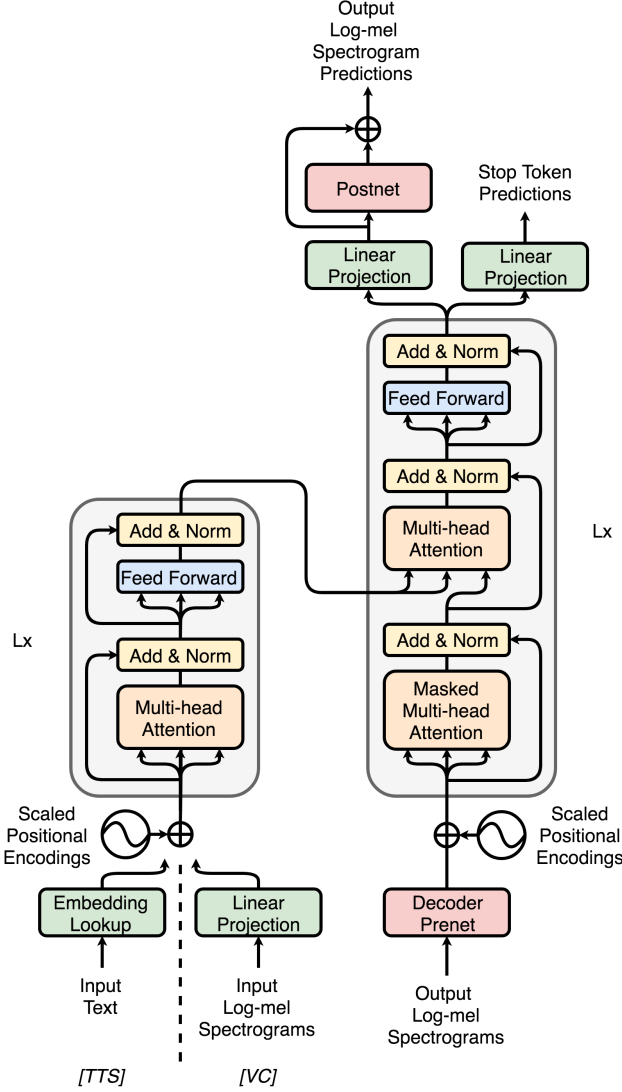 Output
Log-mel
Spectrogram
Predictions
Postnet
Stop Token
Predictions
Linear
Projection
Linear
Projection
Add & Norm
Feed Forward
Add & Norm
Multi-head
Attention
Lx
Add & Norm
Masked
Multi-head
Attention
Add & Norm
Feed Forward
Lx
Add & Norm
Multi-head
Attention
Scaled
Positional
Encodings
Scaled
Positional
Encodings
Embedding
Lookup
Linear
Projection
Decoder
Prenet
Input
Text
Input
Log-mel
Spectrograms
Output
Log-mel
Spectrograms
[TTS]
[VC]